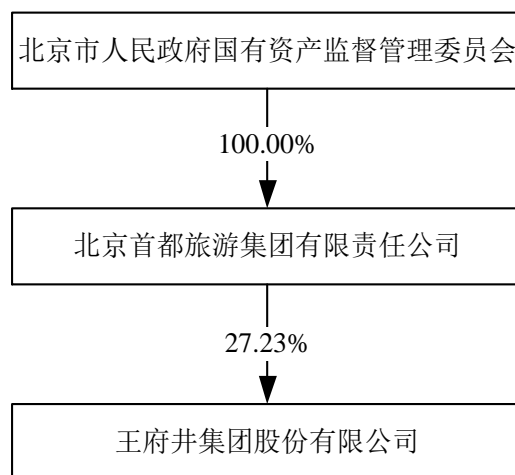 北京市人民政府国有资产监督管理委员会
100.00%
北京首都旅游集团有限责任公司
27.23%
王府井集团股份有限公司